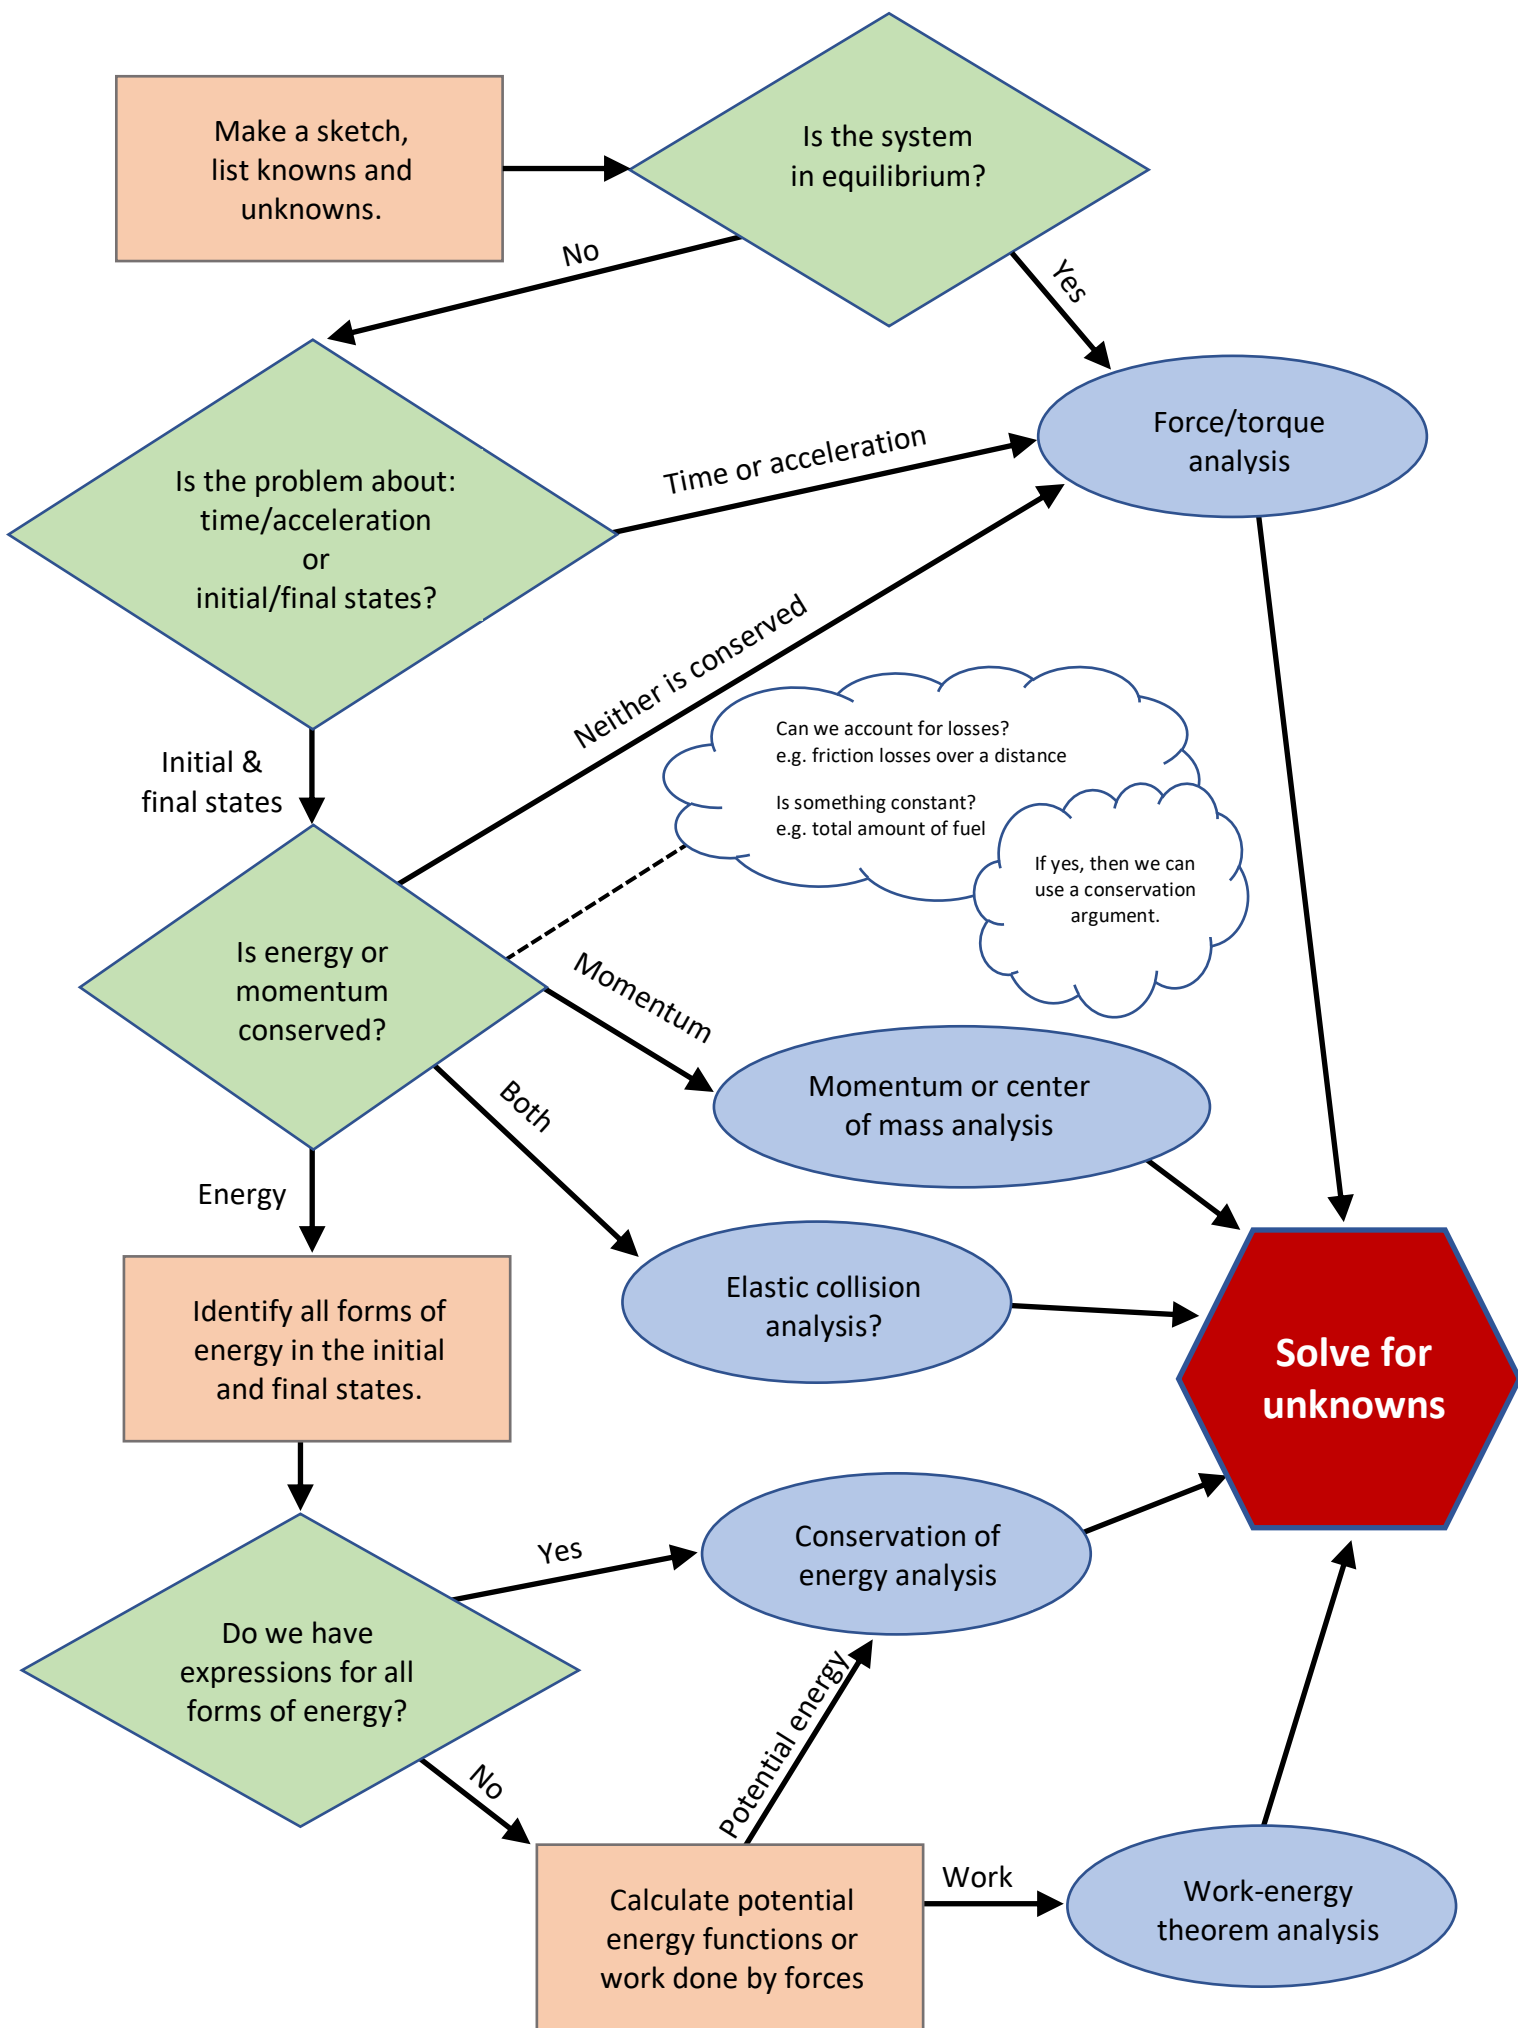 Make a sketch,
list knowns and
unknowns.
Is the system
in equilibrium?
No
Yes
Is the problem about:
time/acceleration
or
initial/final states?
Time or acceleration
Force/torque
analysis
Neither is conserved
Initial &
final states
Can we account for losses?
e.g. friction losses over a distance
Is something constant?
e.g. total amount of fuel
If yes, then we can
use a conservation
argument.
Is energy or
momentum
conserved?
Momentum
Momentum or center
of mass analysis
Both
Energy
Elastic collision
analysis?
Identify all forms of
energy in the initial
and final states.
Solve for
unknowns
Yes
Conservation of
energy analysis
Do we have
expressions for all
forms of energy?
No
Potential energy
Calculate potential
energy functions or
work done by forces
Work
Work-energy
theorem analysis